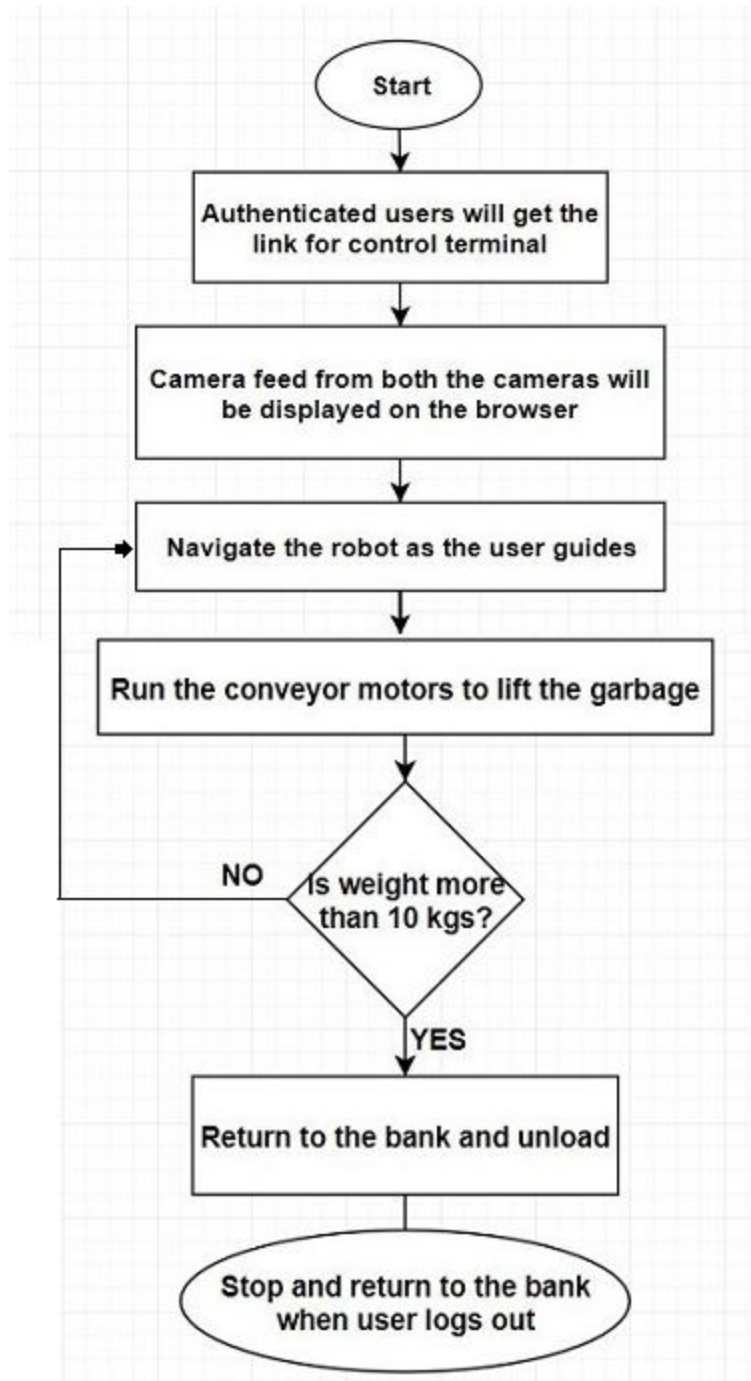 Start
Authenticated users will get the
link for control terminal
Camera feed from both the cameras will
be displayed on the browser
Navigate the robot as the user guides
Run the conveyor motors to lift the garbage
NO
Is weight more
than 10 kgs?
YES
Return to the bank and unload
Stop and return to the bank
when user logs out